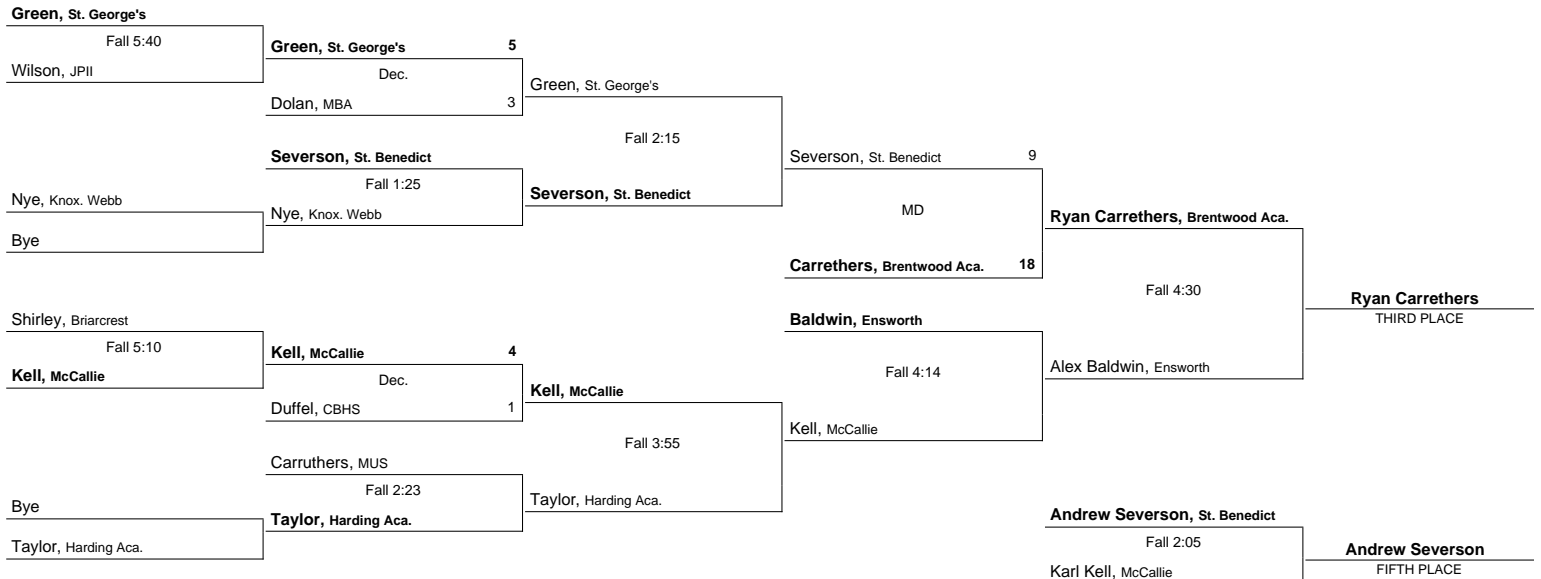 Green, St. George's
Fall 5:40
Wilson, JPII
Green, St. George's 5
Dec.
Dolan, MBA 3
Green, St. George's
Fall 2:15
Severson, St. Benedict
Fall 1:25
Nye, Knox. Webb
Nye, Knox. Webb
Bye
Severson, St. Benedict
Severson, St. Benedict 9
MD
Carrethers, Brentwood Aca. 18
Ryan Carrethers, Brentwood Aca.
Fall 4:30
Ryan Carrethers
THIRD PLACE
Shirley, Briarcrest
Fall 5:10
Kell, McCallie
Kell, McCallie 4
Dec.
Duffel, CBHS 1
Kell, McCallie
Fall 3:55
Carruthers, MUS
Fall 2:23
Taylor, Harding Aca.
Bye
Taylor, Harding Aca.
Taylor, Harding Aca.
Baldwin, Ensworth
Fall 4:14
Kell, McCallie
Alex Baldwin, Ensworth
Andrew Severson, St. Benedict
Fall 2:05
Karl Kell, McCallie
Andrew Severson
FIFTH PLACE